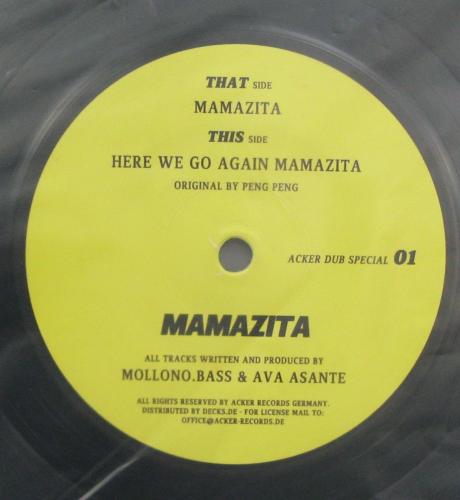 THAT SIDE
MAMAZITA
THIS SIDE
HERE WE GO AGAIN MAMAZITA
ORIGINAL BY PENG PENG
ACKER DUB SPECIAL 01
MAMAZITA
ALL TRACKS WRITTEN AND PRODUCED BY
MOLLONO.BASS & AVA ASANTE
ALL RIGHTS RESERVED BY ACKER RECORDS GERMANY.
DISTRIBUTED BY DECKS.DE - FOR LICENSE MAIL TO:
OFFICE@ACKER-RECORDS.DE